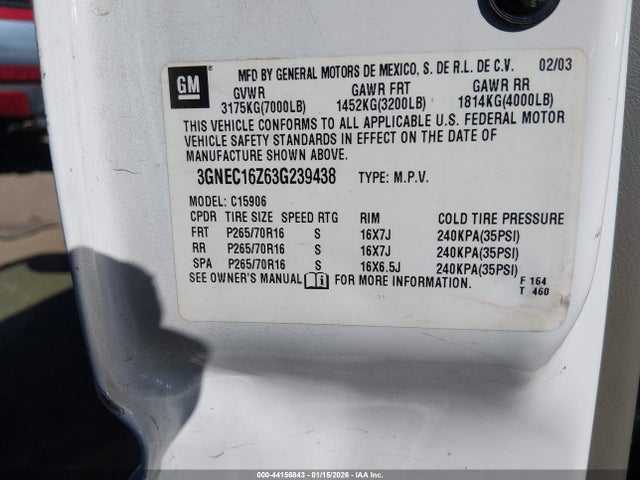 GM
MFD BY GENERAL MOTORS DE MEXICO, S. DE R.L. DE C.V. 02/03
GVWR GAWR FRT GAWR RR
3175KG(7000LB) 1452KG(3200LB) 1814KG(4000LB)
THIS VEHICLE CONFORMS TO ALL APPLICABLE U.S. FEDERAL MOTOR
VEHICLE SAFETY STANDARDS IN EFFECT ON THE DATE OF
MANUFACTURE SHOWN ABOVE.
3GNEC16Z63G239438 TYPE: M.P.V.
MODEL: C15906
CPDR TIRE SIZE SPEED RTG RIM COLD TIRE PRESSURE
FRT P265/70R16 S 16X7J 240KPA(35PSI)
RR P265/70R16 S 16X7J 240KPA(35PSI)
SPA P265/70R16 S 16X6.5J 240KPA(35PSI)
SEE OWNER'S MANUAL i FOR MORE INFORMATION.
F 164
T 460
000-44156843 - 01/15/2026 - IAA Inc.